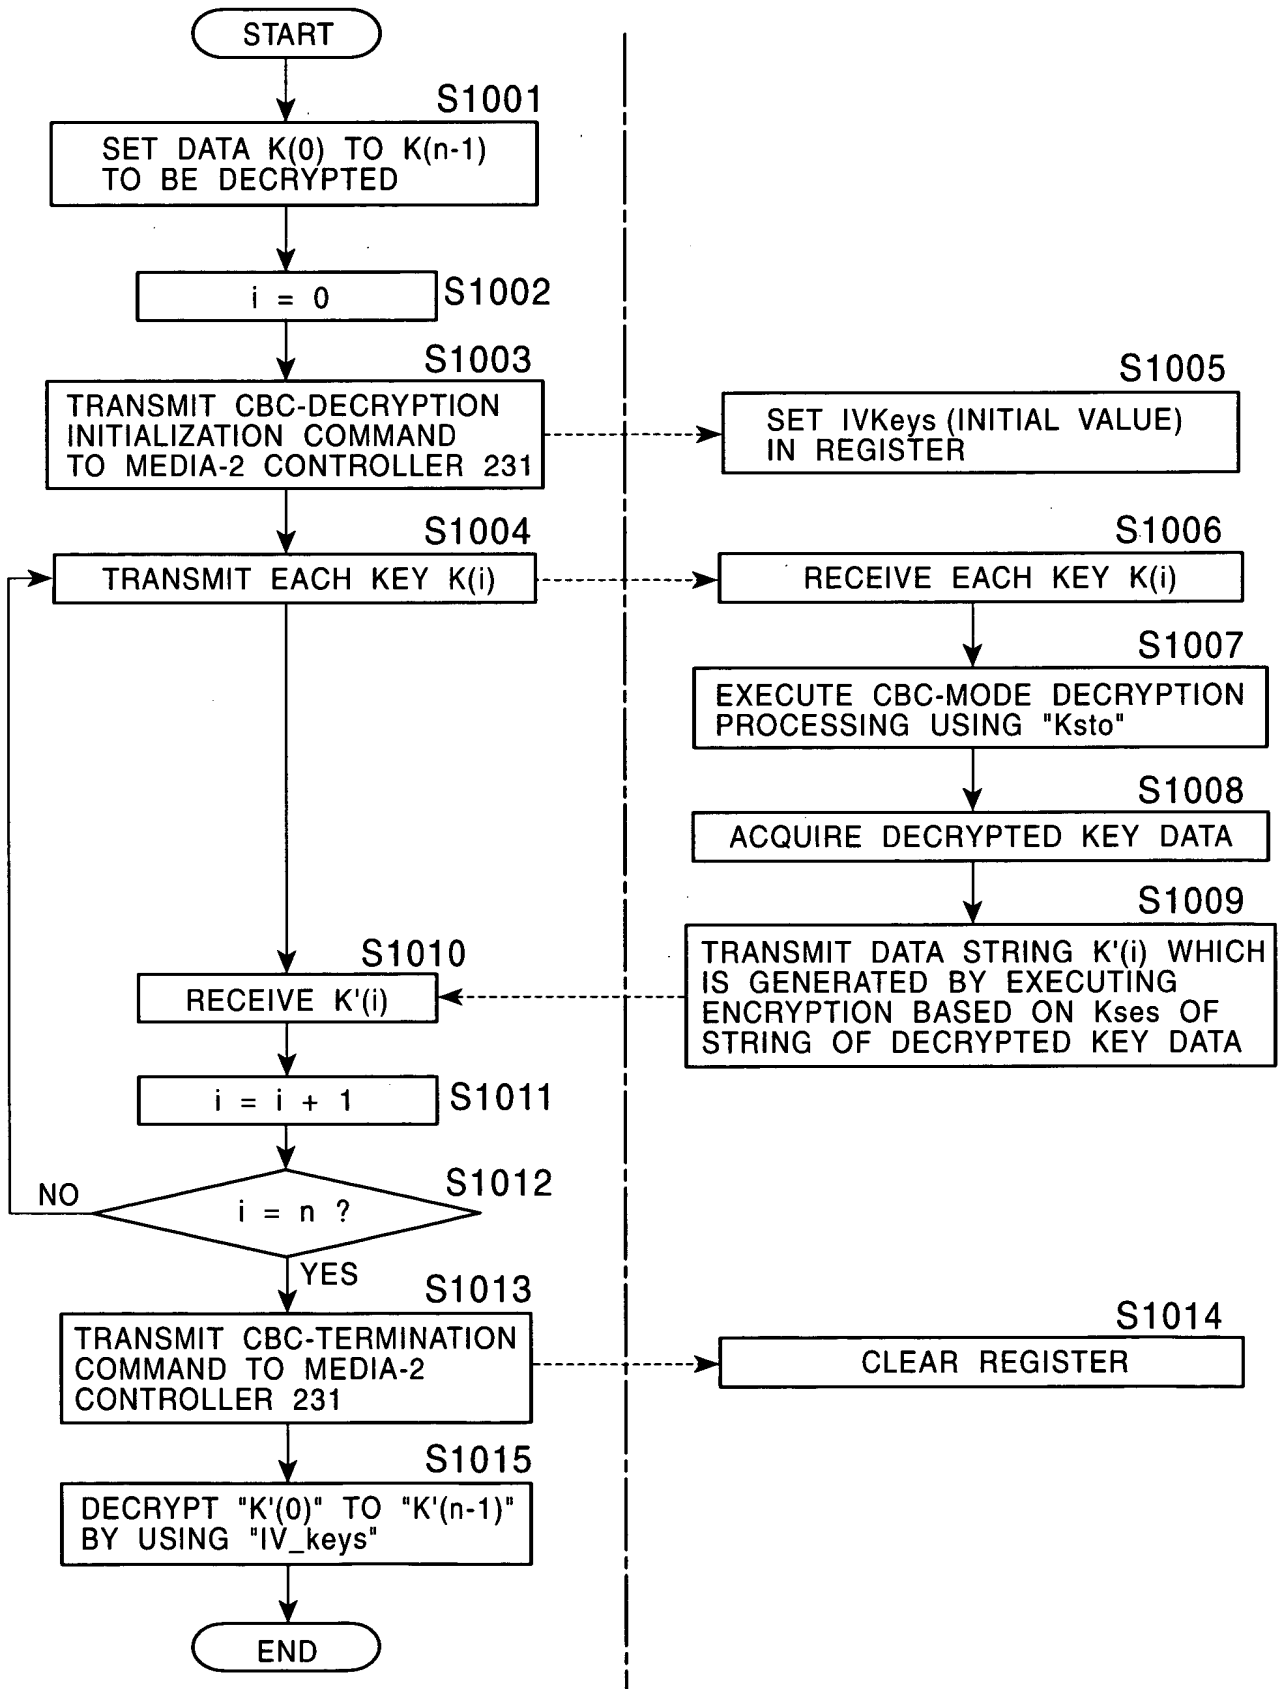 START
S1001
SET DATA K(0) TO K(n-1)
TO BE DECRYPTED
i = 0
S1002
S1003
TRANSMIT CBC-DECRYPTION
INITIALIZATION COMMAND
TO MEDIA-2 CONTROLLER 231
S1005
SET IVKeys (INITIAL VALUE)
IN REGISTER
S1004
TRANSMIT EACH KEY K(i)
S1006
RECEIVE EACH KEY K(i)
S1007
EXECUTE CBC-MODE DECRYPTION
PROCESSING USING "Ksto"
S1008
ACQUIRE DECRYPTED KEY DATA
S1009
TRANSMIT DATA STRING K'(i) WHICH
IS GENERATED BY EXECUTING
ENCRYPTION BASED ON Kses OF
STRING OF DECRYPTED KEY DATA
S1010
RECEIVE K'(i)
i = i + 1
S1011
S1012
NO
i = n ?
YES
S1013
TRANSMIT CBC-TERMINATION
COMMAND TO MEDIA-2
CONTROLLER 231
S1014
CLEAR REGISTER
S1015
DECRYPT "K'(0)" TO "K'(n-1)"
BY USING "IV_keys"
END